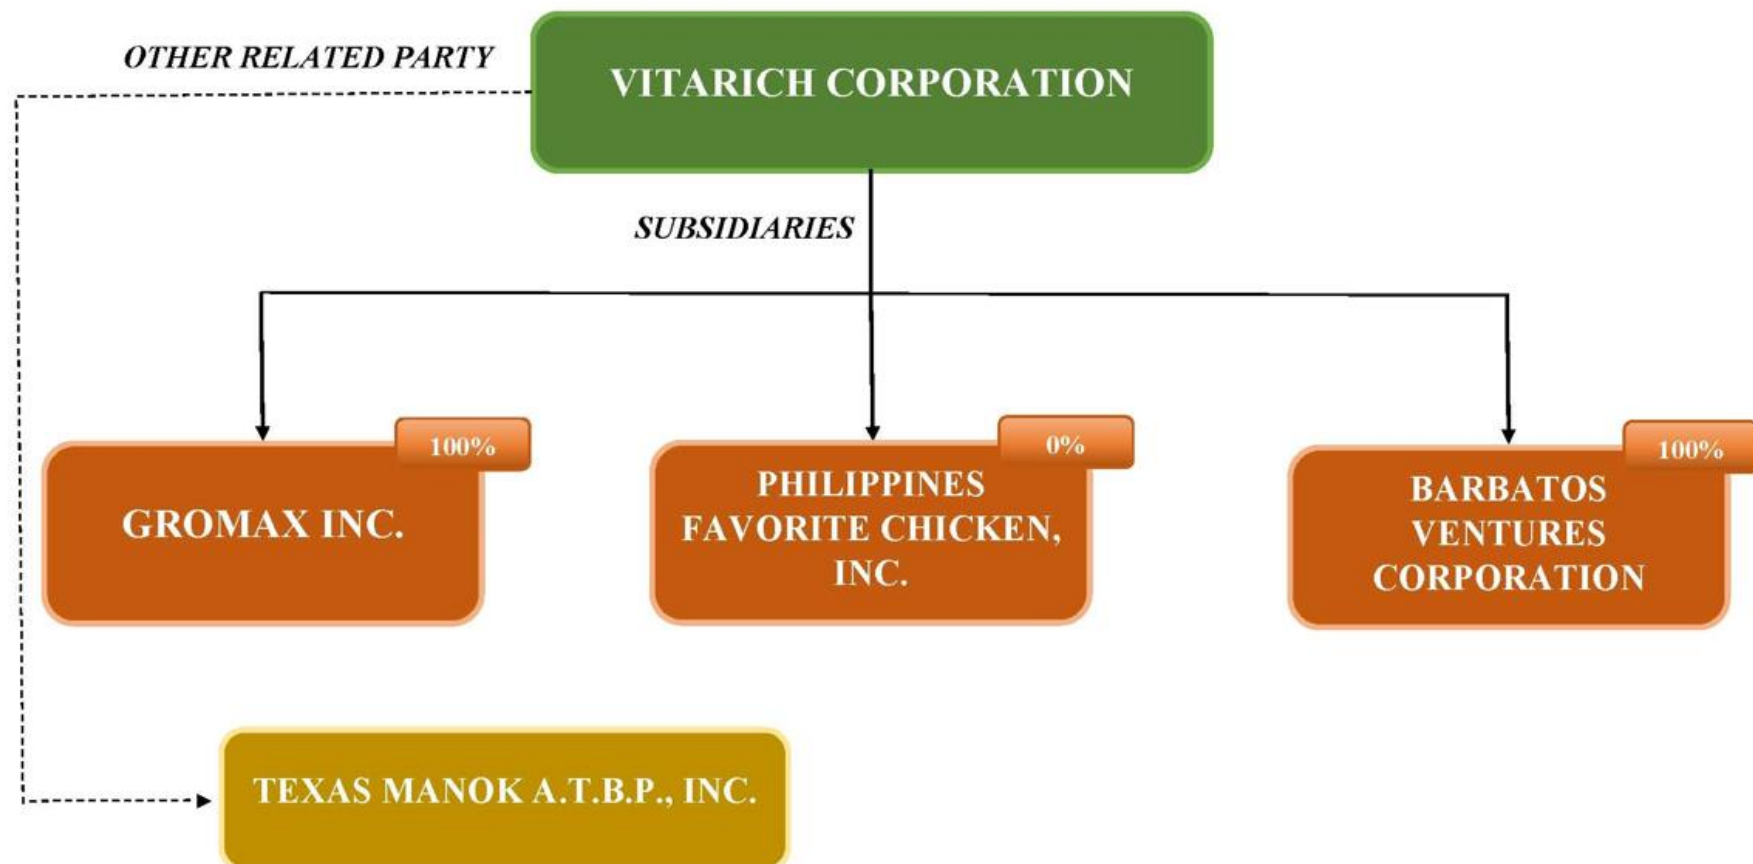 OTHER RELATED PARTY
VITARICH CORPORATION
SUBSIDIARIES
100%
GROMAX INC.
0%
PHILIPPINES
FAVORITE CHICKEN,
INC.
100%
BARBATOS
VENTURES
CORPORATION
TEXAS MANOK A.T.B.P., INC.